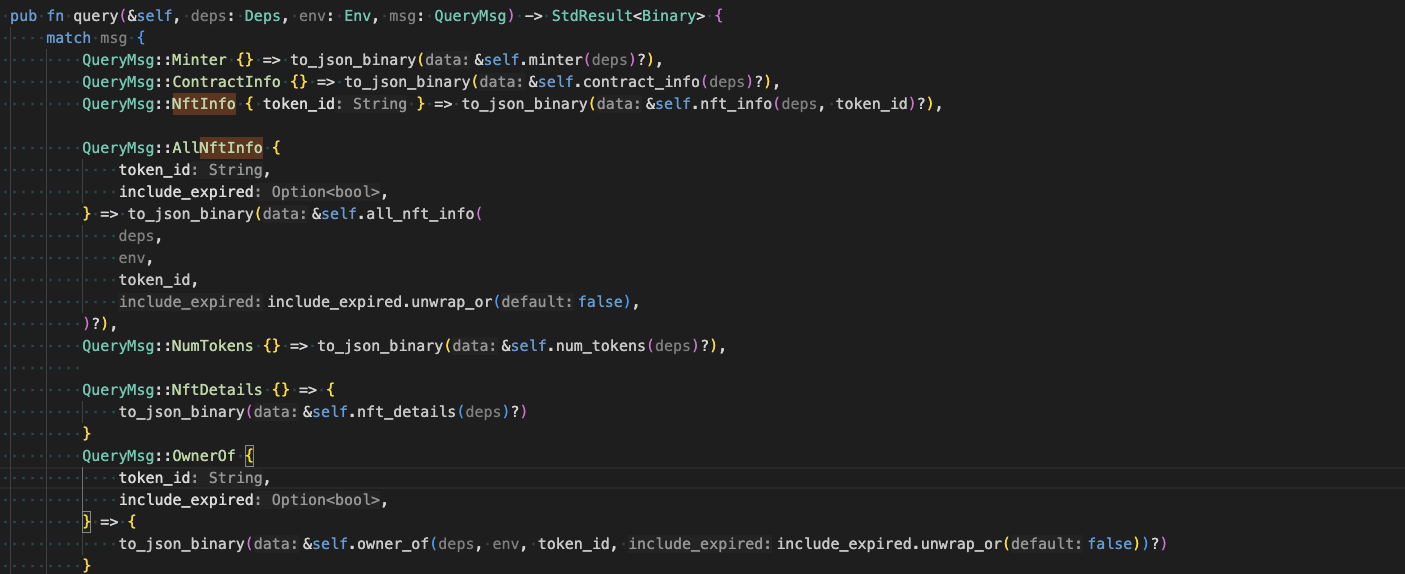 pub fn query(&self, deps: Deps, env: Env, msg: QueryMsg) -> StdResult<Binary> {
    match msg {
        QueryMsg::Minter {} => to_json_binary(data: &self.minter(deps)?),
        QueryMsg::ContractInfo {} => to_json_binary(data: &self.contract_info(deps)?),
        QueryMsg::NftInfo { token_id: String } => to_json_binary(data: &self.nft_info(deps, token_id)?),

        QueryMsg::AllNftInfo {
            token_id: String,
            include_expired: Option<bool>,
        } => to_json_binary(data: &self.all_nft_info(
            deps,
            env,
            token_id,
            include_expired: include_expired.unwrap_or(default: false),
        )?),
        QueryMsg::NumTokens {} => to_json_binary(data: &self.num_tokens(deps)?),

        QueryMsg::NftDetails {} => {
            to_json_binary(data: &self.nft_details(deps)?)
        }
        QueryMsg::OwnerOf {
            token_id: String,
            include_expired: Option<bool>,
        } => {
            to_json_binary(data: &self.owner_of(deps, env, token_id, include_expired: include_expired.unwrap_or(default: false))?)
        }